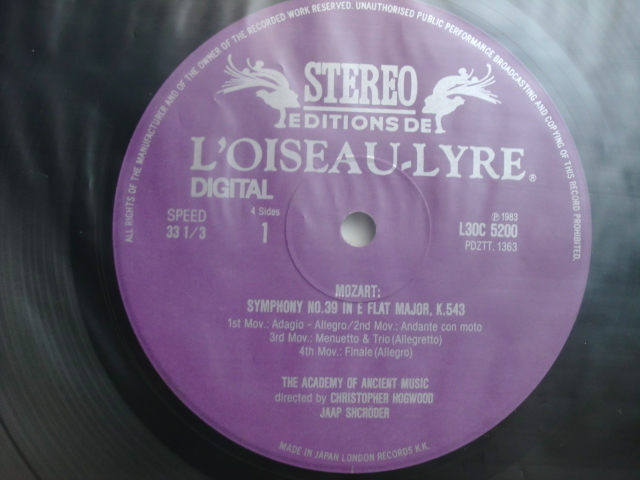 ALL RIGHTS OF THE MANUFACTURER AND OF THE OWNER OF THE RECORDED WORK RESERVED. UNAUTHORISED PUBLIC PERFORMANCE BROADCASTING AND COPYING OF THIS RECORD PROHIBITED.
STEREO
EDITIONS DE
L'OISEAU-LYRE®
DIGITAL
SPEED
33 1/3
4 Sides
1
℗ 1983
L30C 5200
PDZTT. 1363
MOZART:
SYMPHONY NO.39 IN E FLAT MAJOR, K.543
1st Mov.: Adagio - Allegro/2nd Mov.: Andante con moto
3rd Mov.: Menuetto & Trio (Allegretto)
4th Mov.: Finale (Allegro)
THE ACADEMY OF ANCIENT MUSIC
directed by CHRISTOPHER HOGWOOD
JAAP SHCRODER
MADE IN JAPAN LONDON RECORDS K.K.